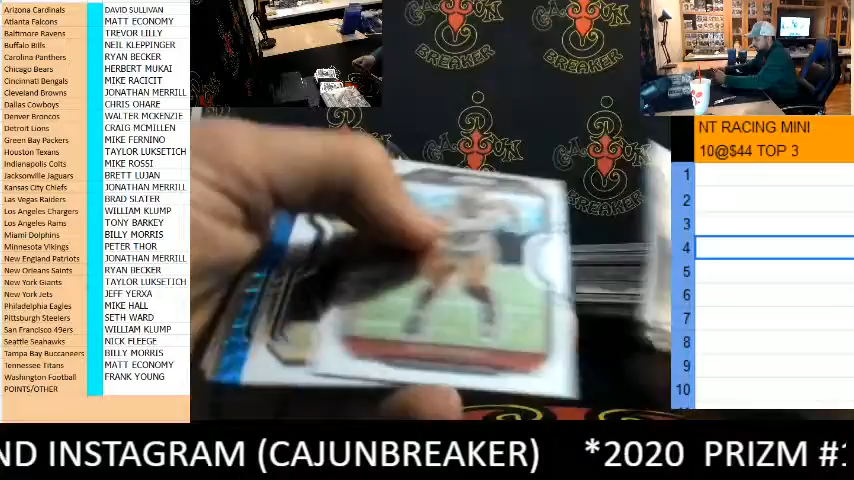 Arizona Cardinals DAVID SULLIVAN
Atlanta Falcons MATT ECONOMY
Baltimore Ravens TREVOR LILLY
Buffalo Bills NEIL KLEPPINGER
Carolina Panthers RYAN BECKER
Chicago Bears HERBERT MUKAI
Cincinnati Bengals MIKE RACICIT
Cleveland Browns JONATHAN MERRILL
Dallas Cowboys CHRIS OHARE
Denver Broncos WALTER MCKENZIE
Detroit Lions CRAIG MCMILLEN
Green Bay Packers MIKE FERNINO
Houston Texans TAYLOR LUKSETICH
Indianapolis Colts MIKE ROSSI
Jacksonville Jaguars BRETT LUJAN
Kansas City Chiefs JONATHAN MERRILL
Las Vegas Raiders BRAD SLATER
Los Angeles Chargers WILLIAM KLUMP
Los Angeles Rams TONY BARKEY
Miami Dolphins BILLY MORRIS
Minnesota Vikings PETER THOR
New England Patriots JONATHAN MERRILL
New Orleans Saints RYAN BECKER
New York Giants TAYLOR LUKSETICH
New York Jets JEFF YERXA
Philadelphia Eagles MIKE HALL
Pittsburgh Steelers SETH WARD
San Francisco 49ers WILLIAM KLUMP
Seattle Seahawks NICK FLEEGE
Tampa Bay Buccaneers BILLY MORRIS
Tennessee Titans MATT ECONOMY
Washington Football FRANK YOUNG
POINTS/OTHER
CAJUN
BREAKER
CAJUN
BREAKER
CAJUN
BREAKER
CAJUN
BREAKER
NT RACING MINI
10@$44 TOP 3
1
2
3
4
5
6
7
8
9
10
ND INSTAGRAM (CAJUNBREAKER) *2020 PRIZM #1